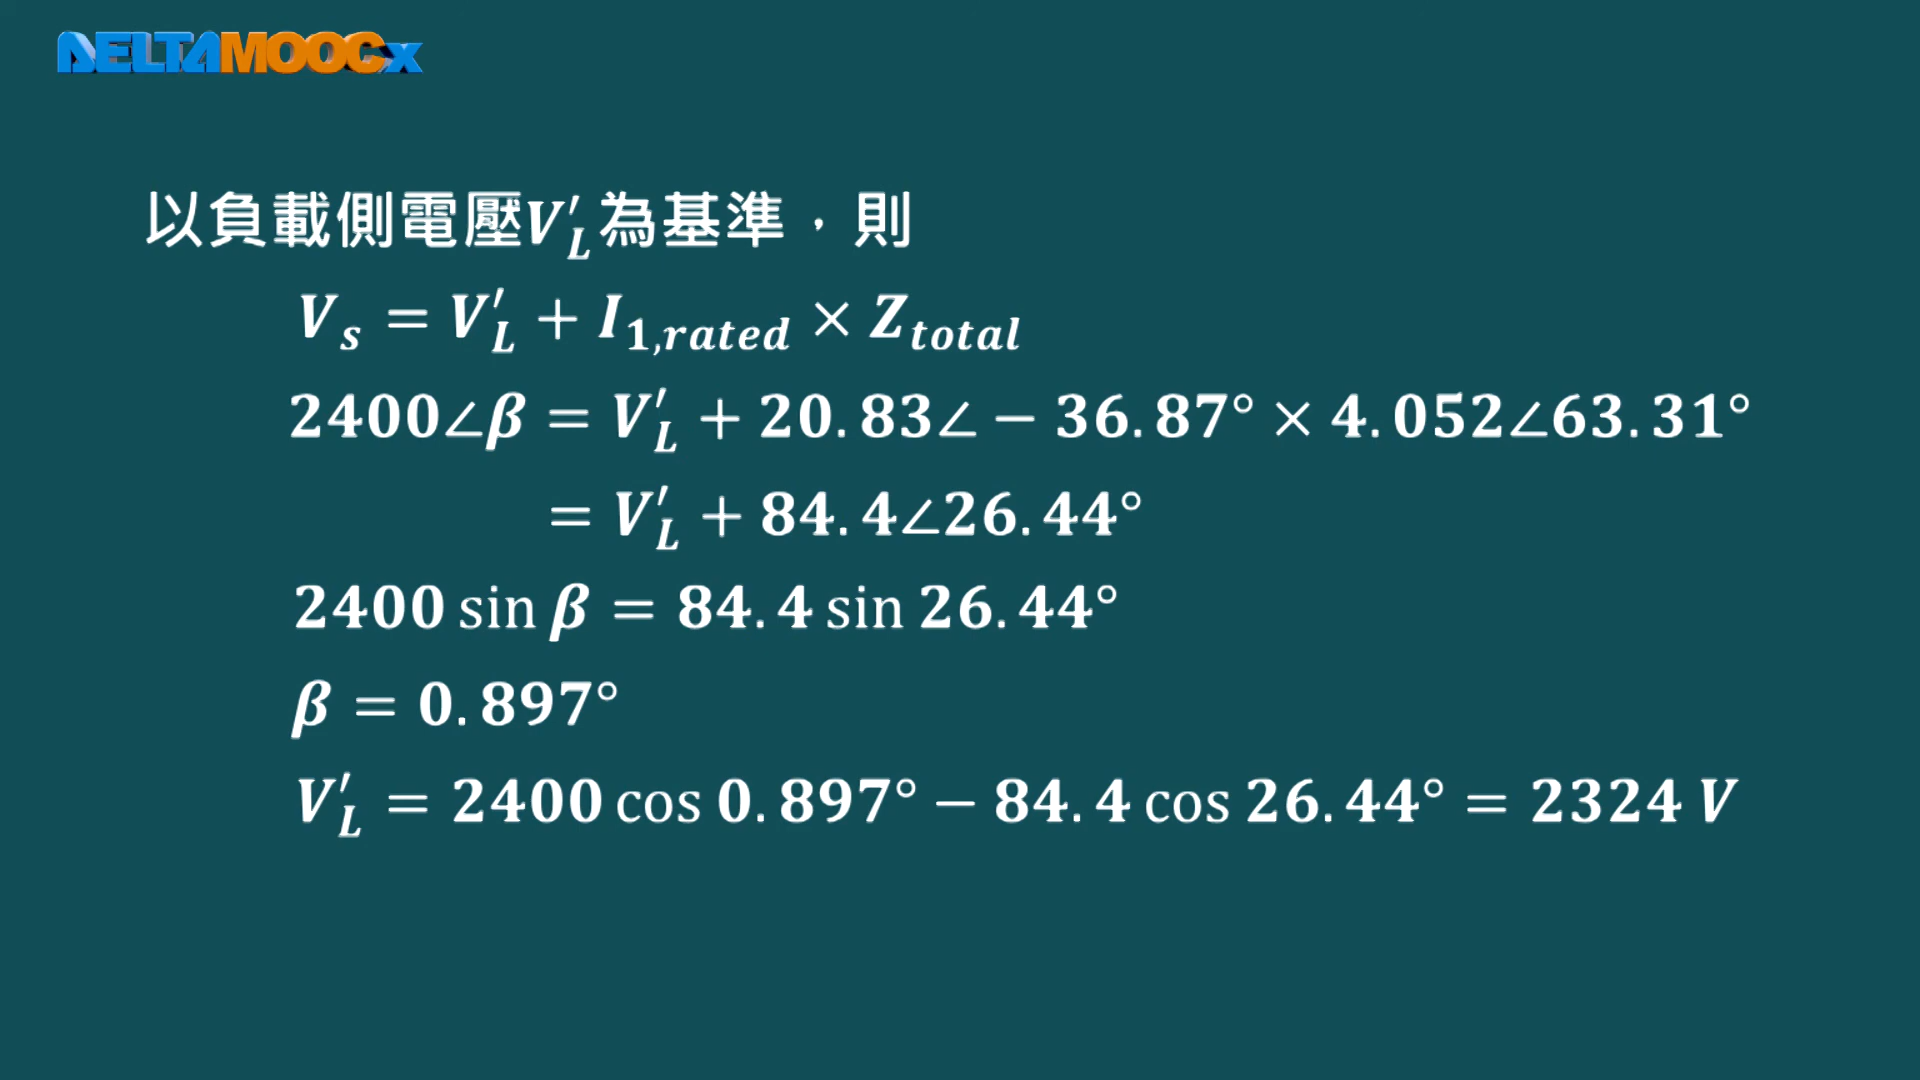 DELTAMOOCx
以負載側電壓V′L為基準，則
Vs = V′L + I1,rated × Ztotal
2400∠β = V′L + 20.83∠ − 36.87° × 4.052∠63.31°
= V′L + 84.4∠26.44°
2400 sin β = 84.4 sin 26.44°
β = 0.897°
V′L = 2400 cos 0.897° − 84.4 cos 26.44° = 2324 V